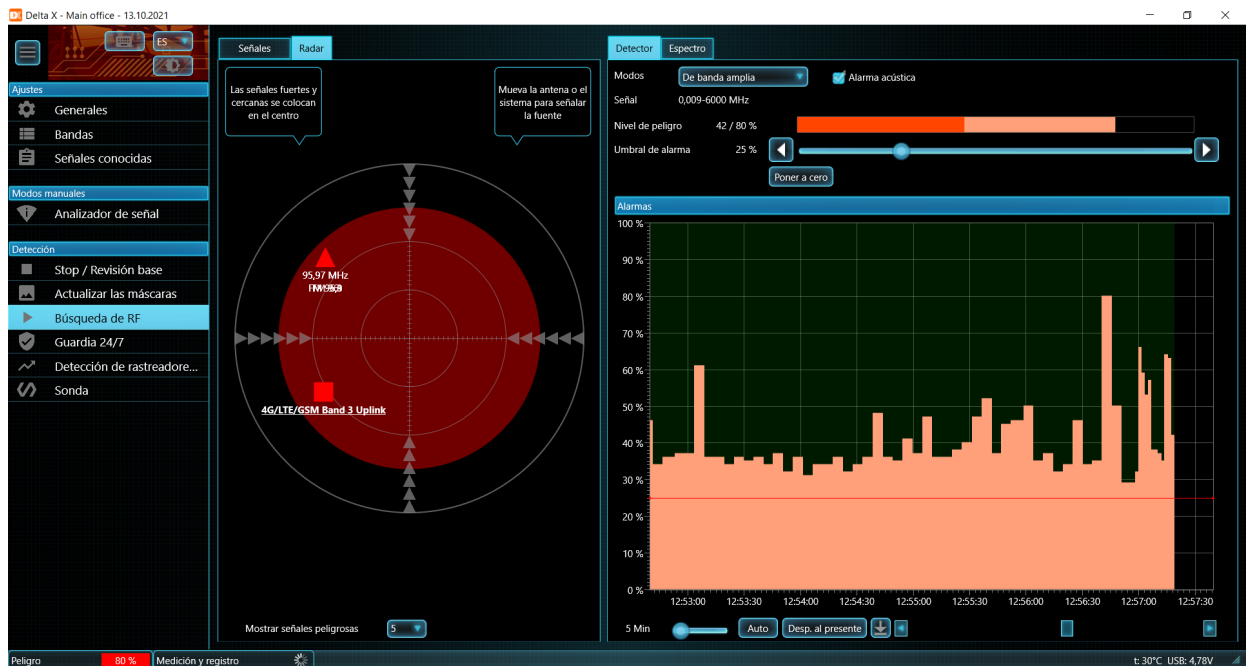 Delta X - Main office - 13.10.2021
ES
Ajustes
Generales
Bandas
Señales conocidas
Modos manuales
Analizador de señal
Detección
Stop / Revisión base
Actualizar las máscaras
Búsqueda de RF
Guardia 24/7
Detección de rastreadore...
Sonda
Señales
Radar
Las señales fuertes y
cercanas se colocan
en el centro
Mueva la antena o el
sistema para señalar
la fuente
95,97 MHz
4G/LTE/GSM Band 3 Uplink
Mostrar señales peligrosas
5
Detector
Espectro
Modos
De banda amplia
Alarma acústica
Señal
0,009-6000 MHz
Nivel de peligro
42 / 80 %
Umbral de alarma
25 %
Poner a cero
Alarmas
100 %
90 %
80 %
70 %
60 %
50 %
40 %
30 %
20 %
10 %
0 %
12:53:00
12:53:30
12:54:00
12:54:30
12:55:00
12:55:30
12:56:00
12:56:30
12:57:00
12:57:30
5 Min
Auto
Desp. al presente
Peligro
80 %
Medición y registro
t: 30°C USB: 4,78V